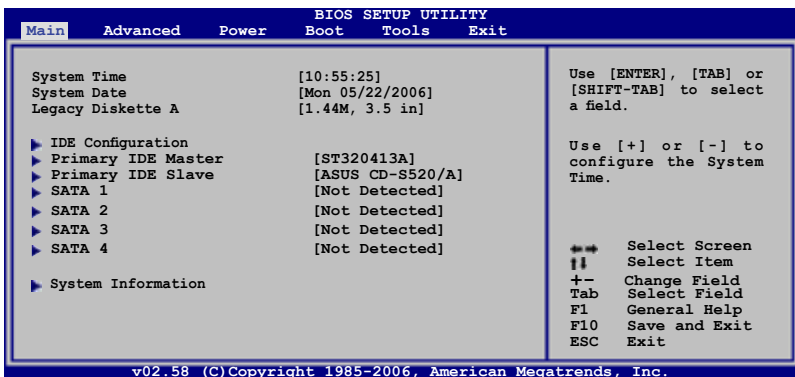 BIOS SETUP UTILITY
Main Advanced Power Boot Tools Exit
System Time [10:55:25]
System Date [Mon 05/22/2006]
Legacy Diskette A [1.44M, 3.5 in]
IDE Configuration
Primary IDE Master [ST320413A]
Primary IDE Slave [ASUS CD-S520/A]
SATA 1 [Not Detected]
SATA 2 [Not Detected]
SATA 3 [Not Detected]
SATA 4 [Not Detected]
System Information
Use [ENTER], [TAB] or
[SHIFT-TAB] to select
a field.
Use [+] or [-] to
configure the System
Time.
Select Screen
Select Item
+- Change Field
Tab Select Field
F1 General Help
F10 Save and Exit
ESC Exit
v02.58 (C)Copyright 1985-2006, American Megatrends, Inc.